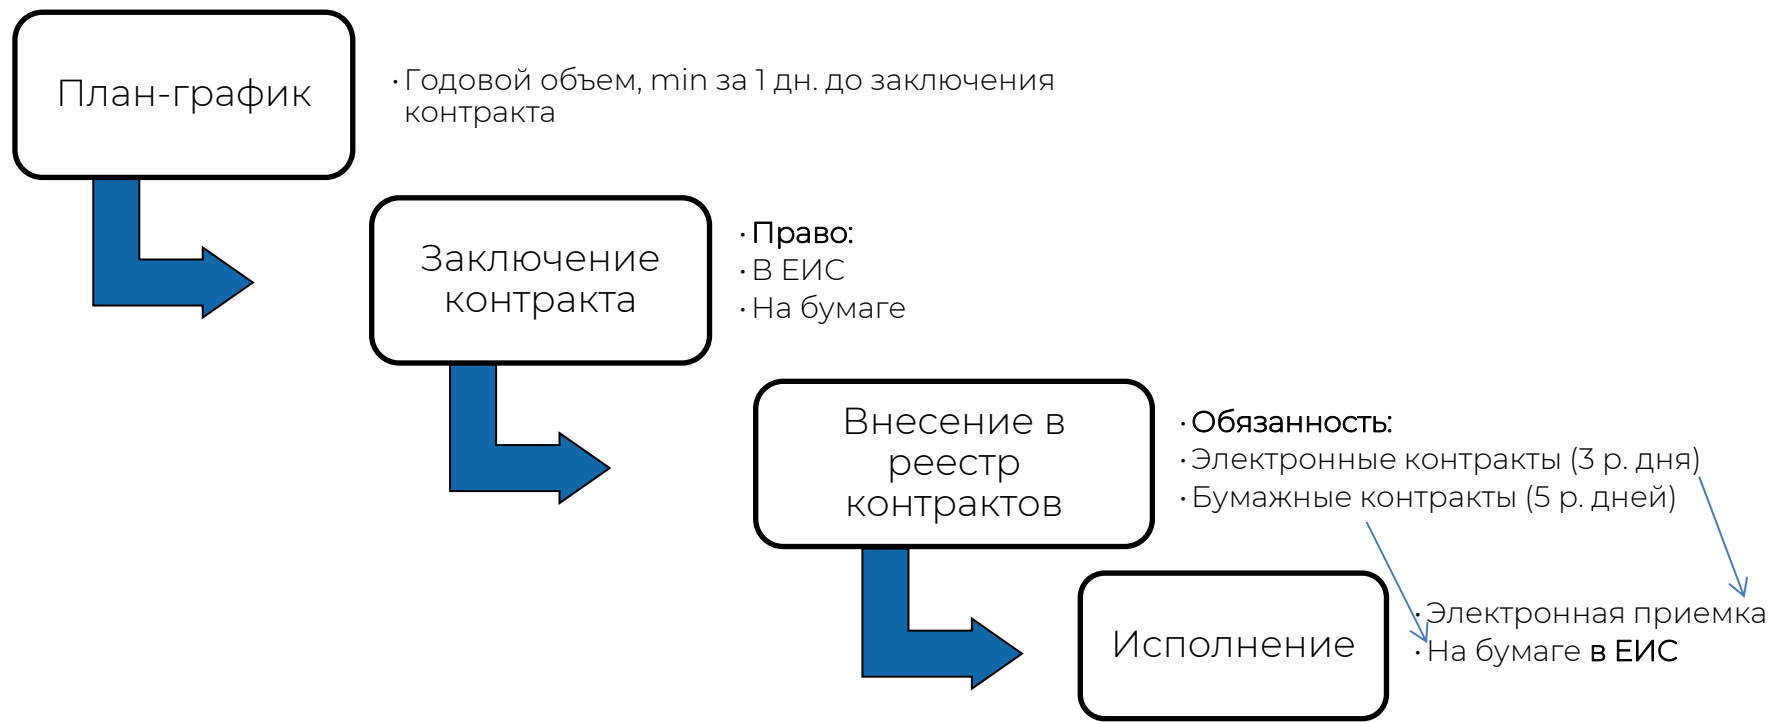 План-график
· Годовой объем, min за 1 дн. до заключения
контракта
Заключение
контракта
· Право:
· В ЕИС
· На бумаге
Внесение в
реестр
контрактов
· Обязанность:
· Электронные контракты (3 р. дня)
· Бумажные контракты (5 р. дней)
Исполнение
· Электронная приемка
· На бумаге в ЕИС